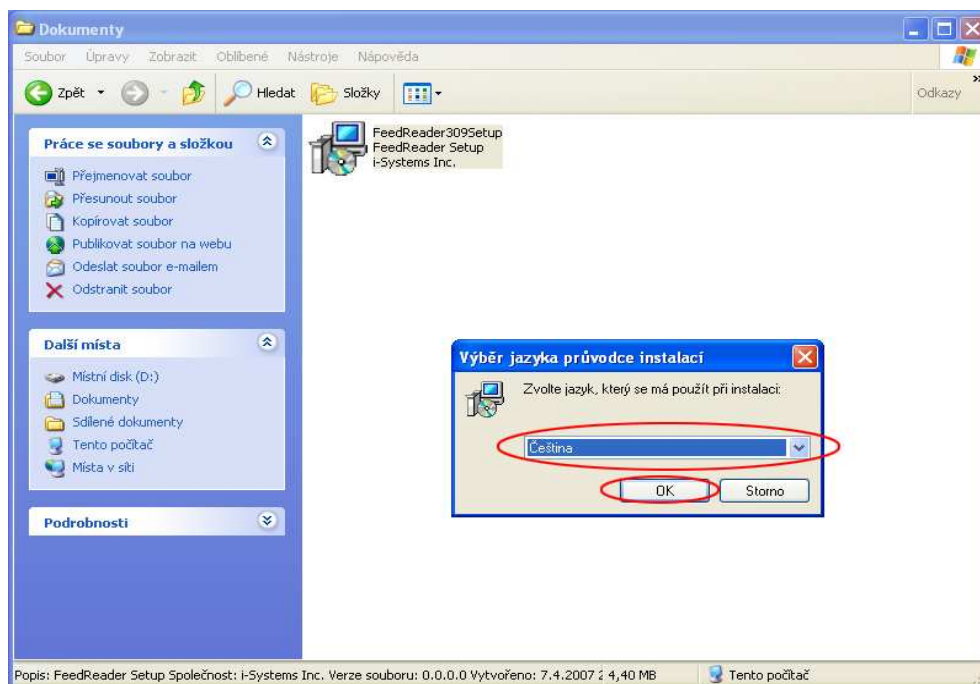 Dokumenty
Soubor Úpravy Zobrazit Oblíbené Nástroje Nápověda
Zpět Hledat Složky Odkazy
Práce se soubory a složkou
Přejmenovat soubor
Přesunout soubor
Kopírovat soubor
Publikovat soubor na webu
Odeslat soubor e-mailem
Odstranit soubor
Další místa
Místní disk (D:)
Dokumenty
Sdílené dokumenty
Tento počítač
Místa v síti
Podrobnosti
FeedReader309Setup
FeedReader Setup
i-Systems Inc.
Výběr jazyka průvodce instalací
Zvolte jazyk, který se má použít při instalaci:
Čeština
OK Storno
Popis: FeedReader Setup Společnost: i-Systems Inc. Verze souboru: 0.0.0.0 Vytvořeno: 7.4.2007 2 4,40 MB Tento počítač